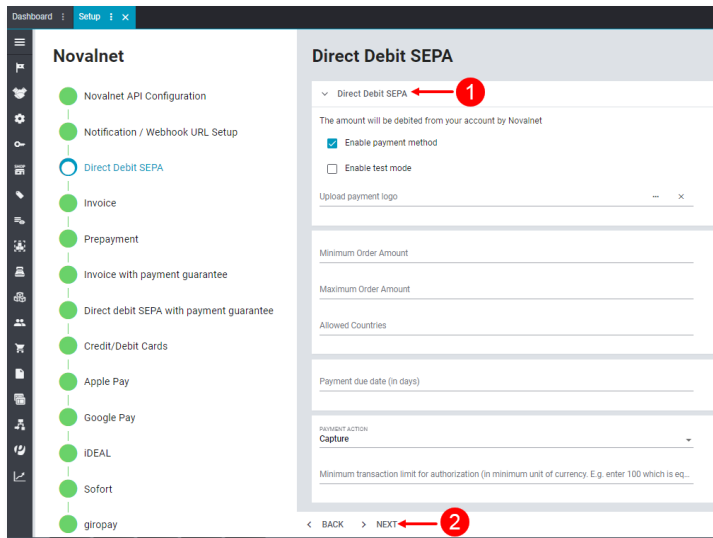 Dashboard
Setup
Novalnet
Novalnet API Configuration
Notification / Webhook URL Setup
Direct Debit SEPA
Invoice
Prepayment
Invoice with payment guarantee
Direct debit SEPA with payment guarantee
Credit/Debit Cards
Apple Pay
Google Pay
iDEAL
Sofort
giropay
Direct Debit SEPA
Direct Debit SEPA
1
The amount will be debited from your account by Novalnet
Enable payment method
Enable test mode
Upload payment logo
Minimum Order Amount
Maximum Order Amount
Allowed Countries
Payment due date (in days)
PAYMENT ACTION
Capture
Minimum transaction limit for authorization (in minimum unit of currency. E.g. enter 100 which is eq...
BACK
NEXT
2